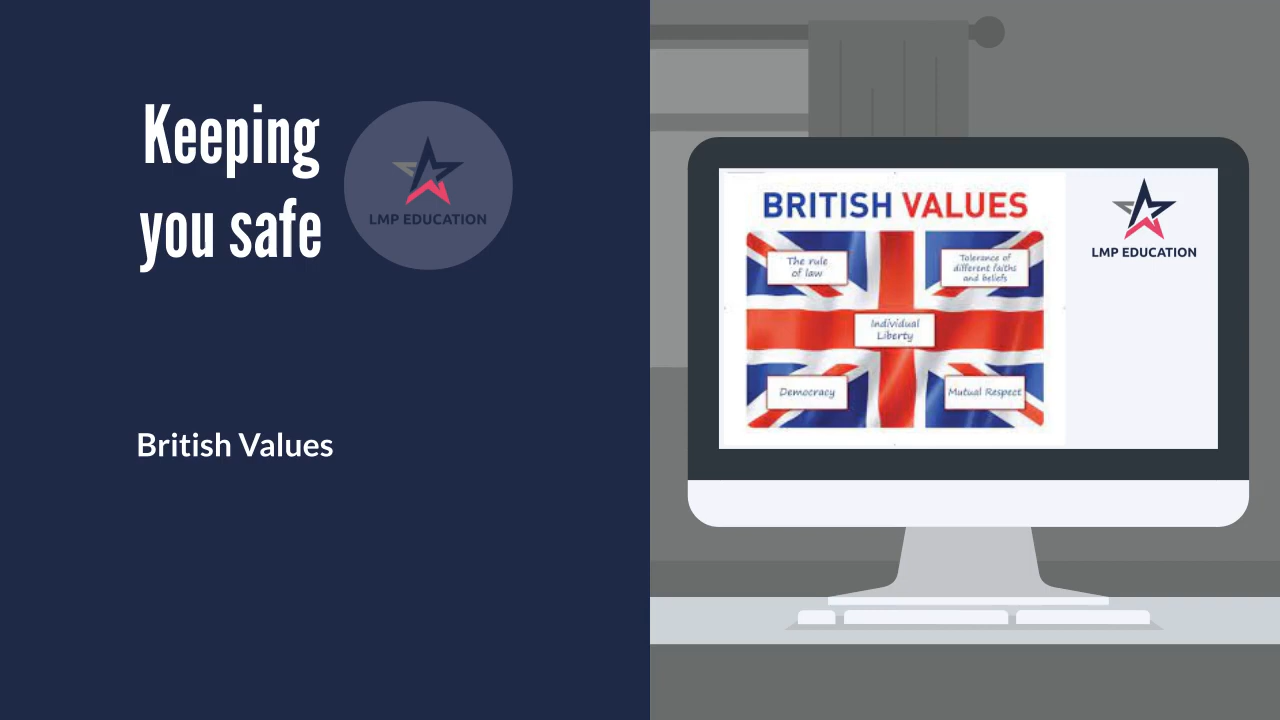 Keeping
you safe
LMP EDUCATION
British Values
BRITISH VALUES
The rule
of law
Tolerance of
different faiths
and beliefs
Individual
Liberty
Democracy
Mutual Respect
LMP EDUCATION